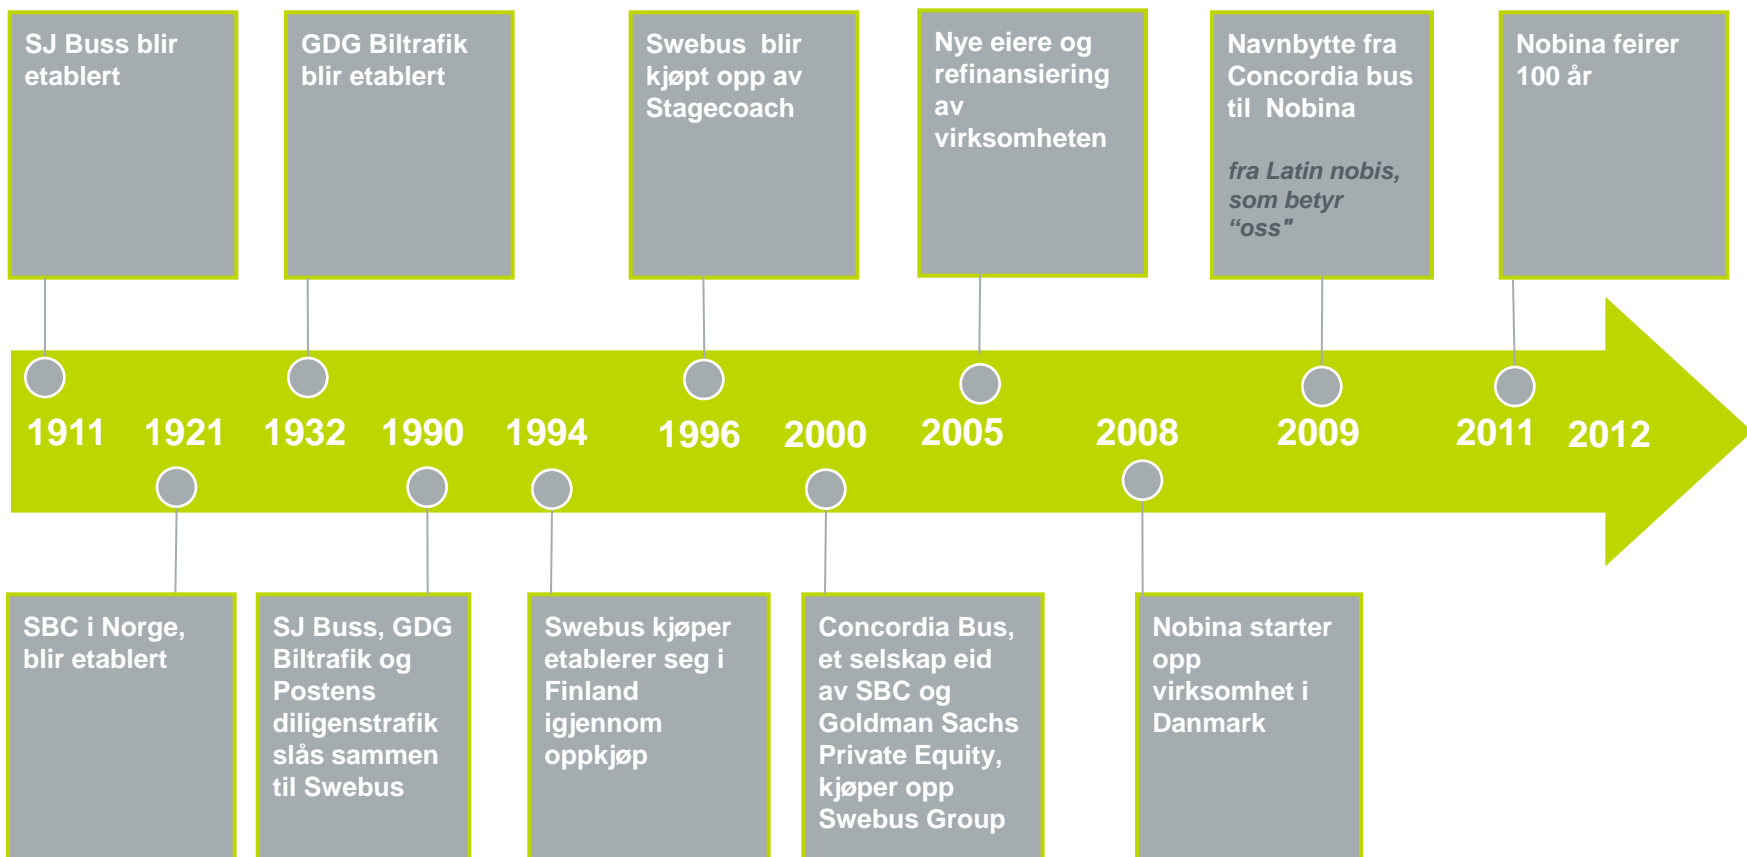 SJ Buss blir
etablert
GDG Biltrafik
blir etablert
Swebus  blir
kjøpt opp av
Stagecoach
Nye eiere og
refinansiering
av
virksomheten
Navnbytte fra
Concordia bus
til  Nobina
fra Latin nobis,
som betyr
“oss"
Nobina feirer
100 år
1911
1921
1932
1990
1994
1996
2000
2005
2008
2009
2011
2012
SBC i Norge,
blir etablert
SJ Buss, GDG
Biltrafik og
Postens
diligenstrafik
slås sammen
til Swebus
Swebus kjøper
etablerer seg i
Finland
igjennom
oppkjøp
Concordia Bus,
et selskap eid
av SBC og
Goldman Sachs
Private Equity,
kjøper opp
Swebus Group
Nobina starter
opp
virksomhet i
Danmark